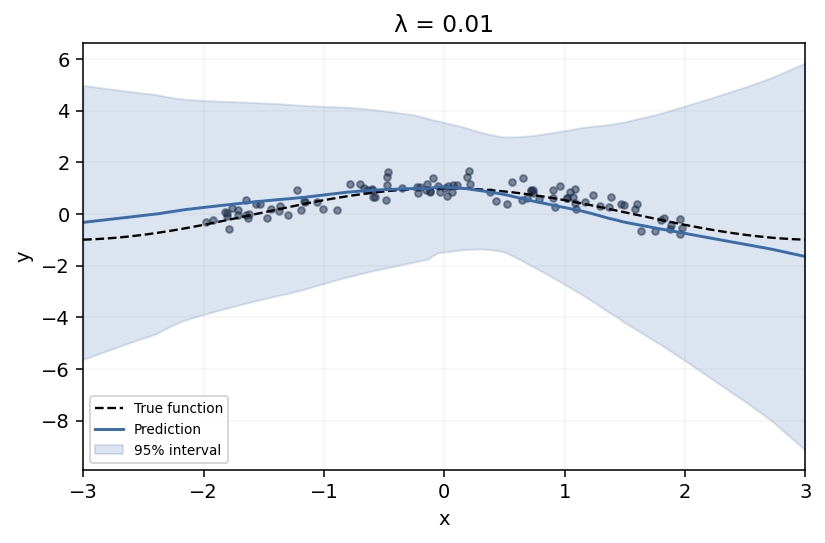 λ = 0.01
y
6
4
2
0
−2
−4
−6
−8
True function
Prediction
95% interval
−3
−2
−1
0
1
2
3
x